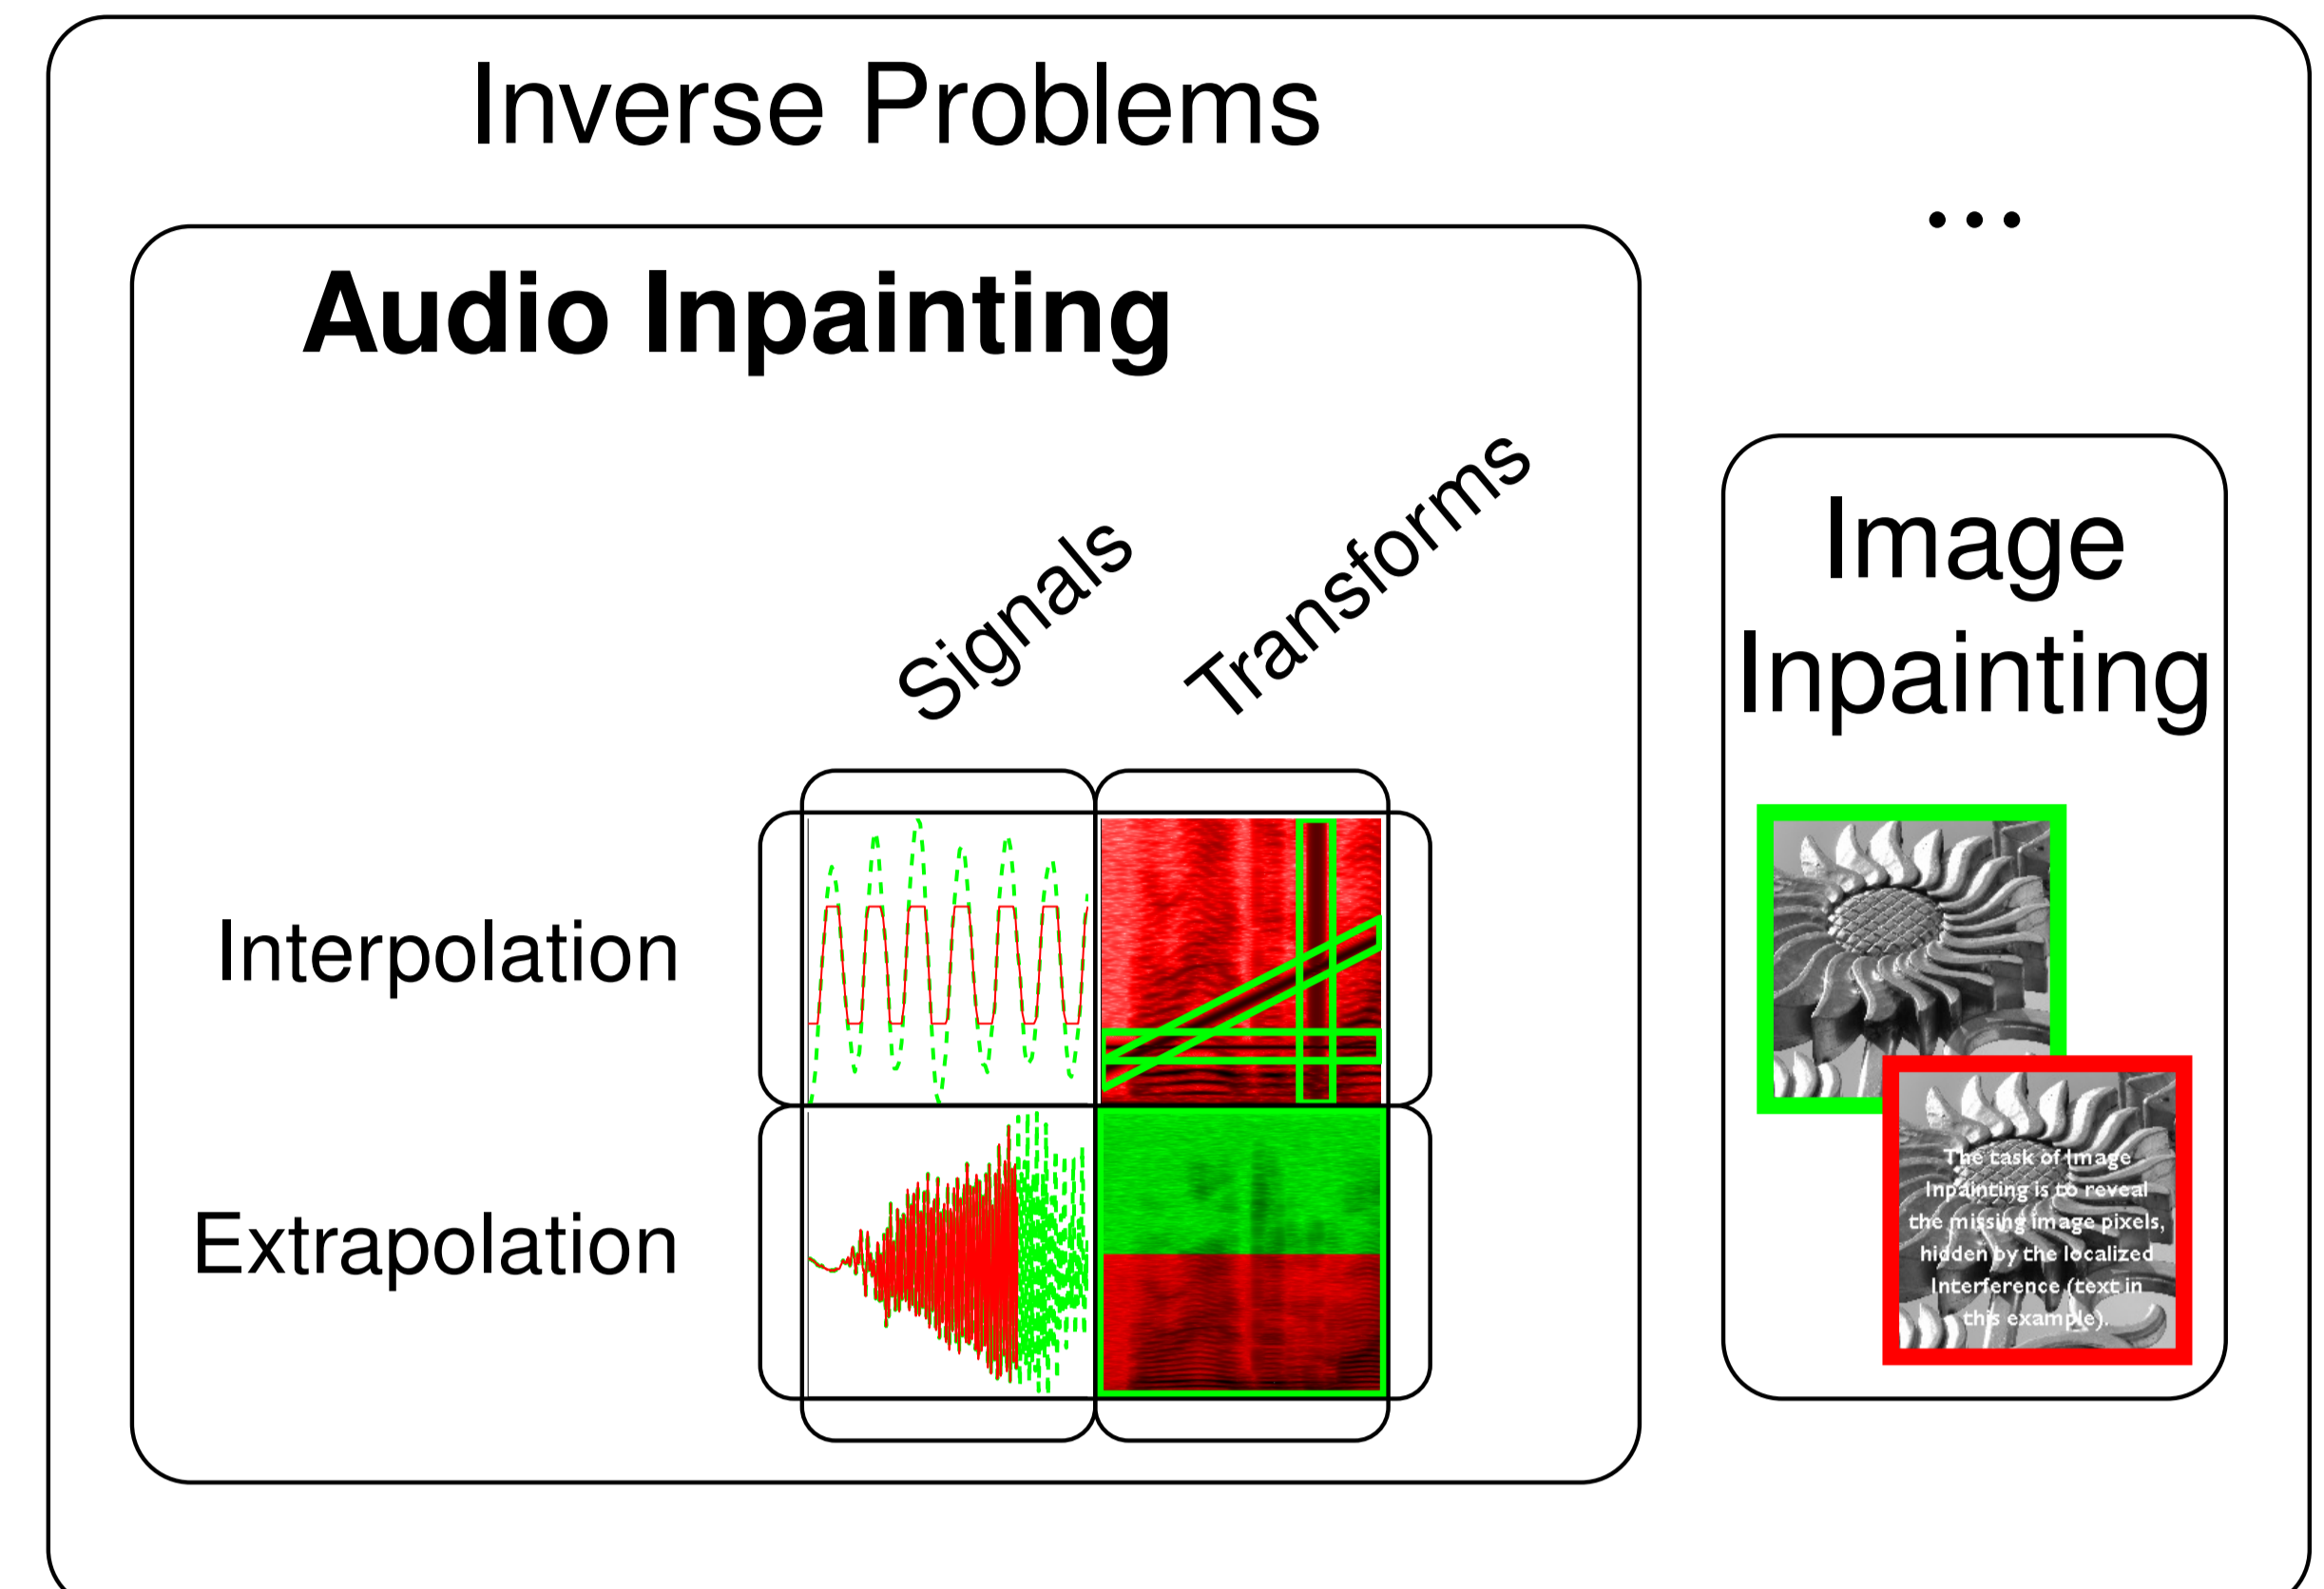 Inverse Problems
...
Audio Inpainting
Signals
Transforms
Interpolation
Extrapolation
Image
Inpainting
The task of Image
Inpainting is to reveal
the missing image pixels,
hidden by the localized
Interference (text in
this example).